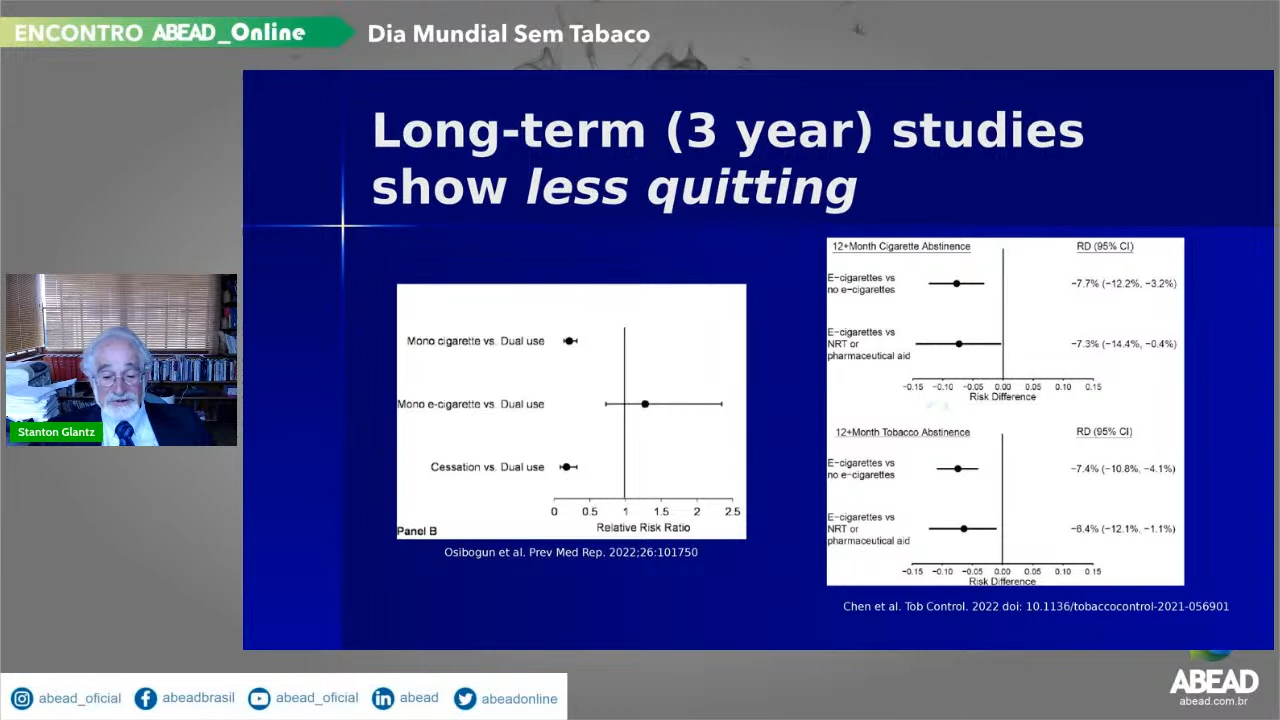 ENCONTRO ABEAD_Online
Dia Mundial Sem Tabaco
Long-term (3 year) studies
show less quitting
Mono cigarette vs. Dual use
Mono e-cigarette vs. Dual use
Cessation vs. Dual use
0 0.5 1 1.5 2 2.5
Relative Risk Ratio
Panel B
Osibogun et al. Prev Med Rep. 2022;26:101750
12+Month Cigarette Abstinence RD (95% CI)
E-cigarettes vs
no e-cigarettes
-7.7% (-12.2%, -3.2%)
E-cigarettes vs
NRT or
pharmaceutical aid
-7.3% (-14.4%, -0.4%)
-0.15 -0.10 -0.05 0.00 0.05 0.10 0.15
Risk Difference
12+Month Tobacco Abstinence RD (95% CI)
E-cigarettes vs
no e-cigarettes
-7.4% (-10.8%, -4.1%)
E-cigarettes vs
NRT or
pharmaceutical aid
-6.4% (-12.1%, -1.1%)
-0.15 -0.10 -0.05 0.00 0.05 0.10 0.15
Risk Difference
Chen et al. Tob Control. 2022 doi: 10.1136/tobaccocontrol-2021-056901
Stanton Glantz
abead_oficial
abeadbrasil
abead_oficial
abead
abeadonline
ABEAD
abead.com.br